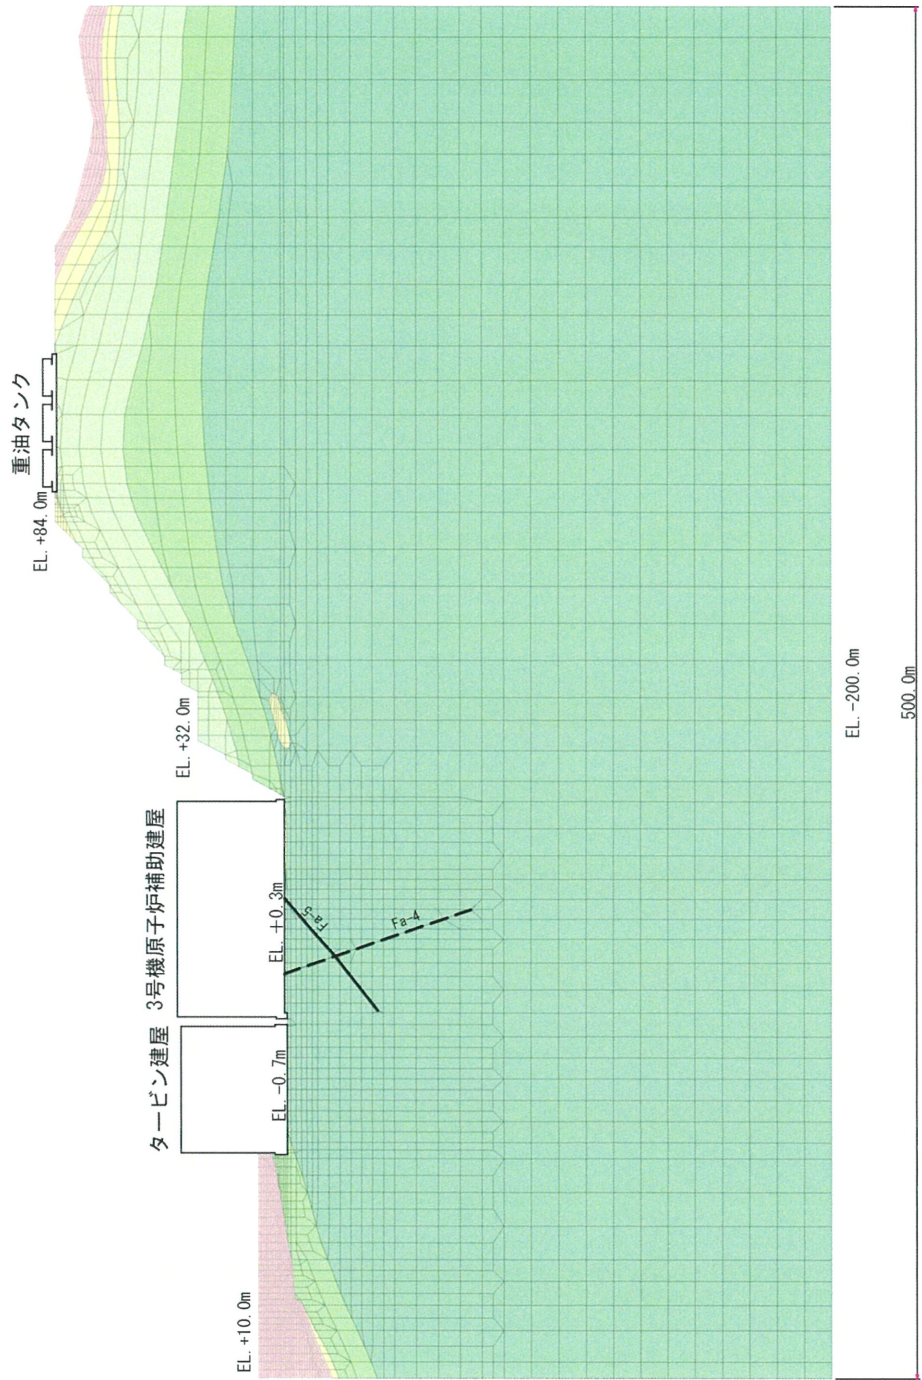 重油タンク
EL. +84.0m
EL. +32.0m
3号機原子炉補助建屋
タービン建屋
EL. +10.0m
EL. +0.3m
EL. -0.7m
Fa-5
Fa-4
EL. -200.0m
500.0m